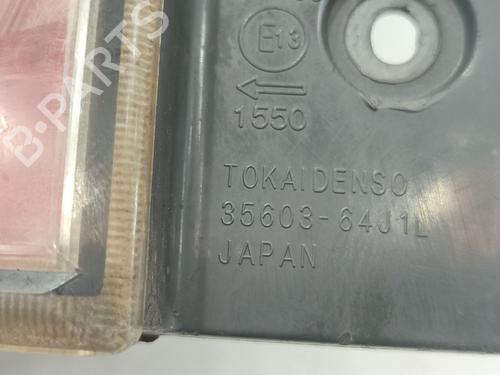 E13
1550
TOKAIDENSO
35603-64J1L
JAPAN
B-PARTS